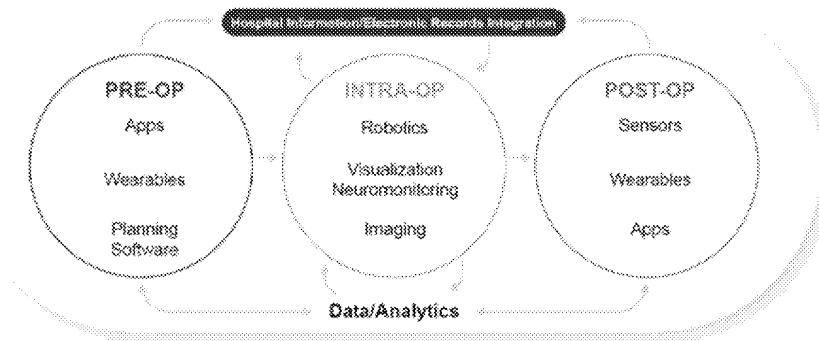 Hospital Information/Electronic Records Integration
PRE-OP
Apps
Wearables
Planning
Software
INTRA-OP
Robotics
Visualization
Neuromonitoring
Imaging
POST-OP
Sensors
Wearables
Apps
Data/Analytics